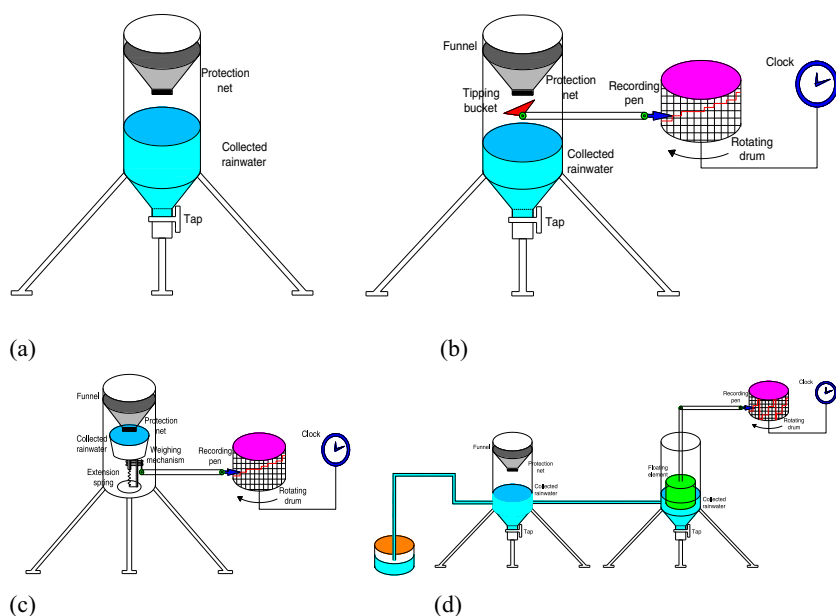 Protection
net
Collected
rainwater
Tap
(a)
Funnel
Tipping
bucket
Protection
net
Recording
pen
Clock
Rotating
drum
Collected
rainwater
Tap
(b)
Funnel
Protection
net
Collected
rainwater
Weighing
mechanism
Extension
spring
Recording
pen
Clock
Rotating
drum
(c)
Funnel
Protection
net
Collected
rainwater
Tap
Floating
element
Collected
rainwater
Tap
Recording
pen
Clock
Rotating
drum
(d)